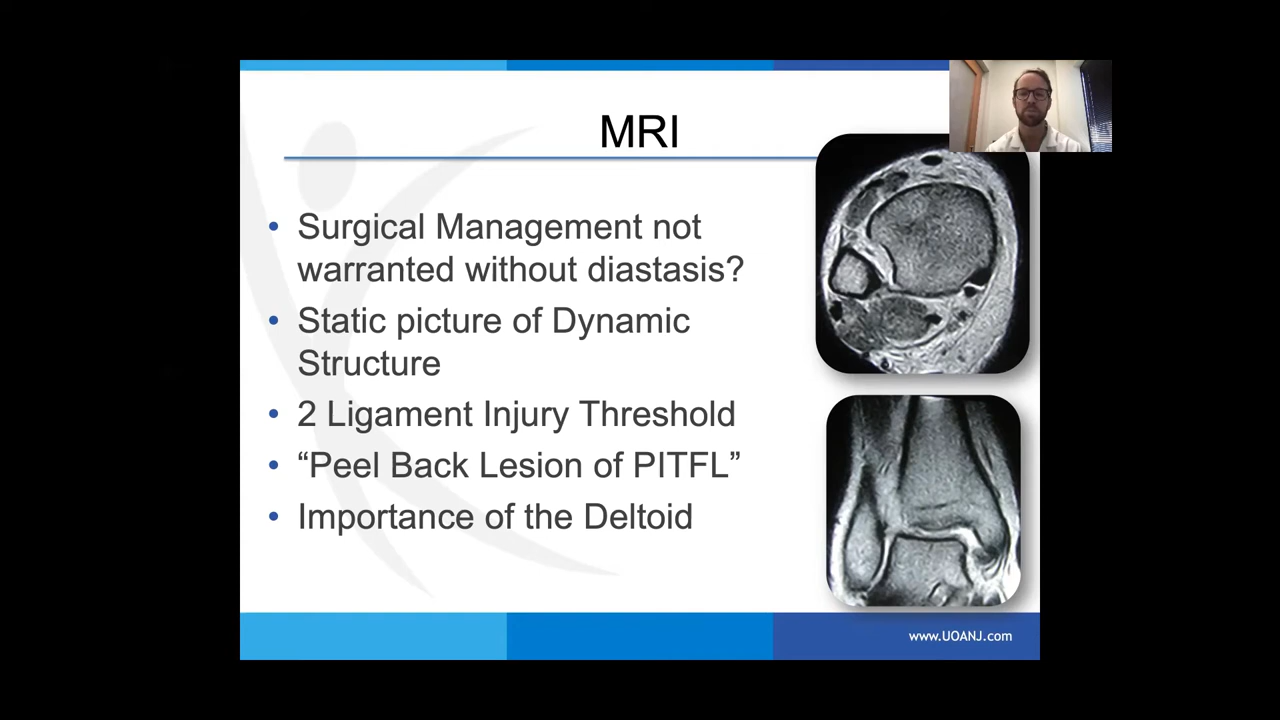 MRI
• Surgical Management not
warranted without diastasis?
• Static picture of Dynamic
Structure
• 2 Ligament Injury Threshold
• “Peel Back Lesion of PITFL”
• Importance of the Deltoid
www.UOANJ.com